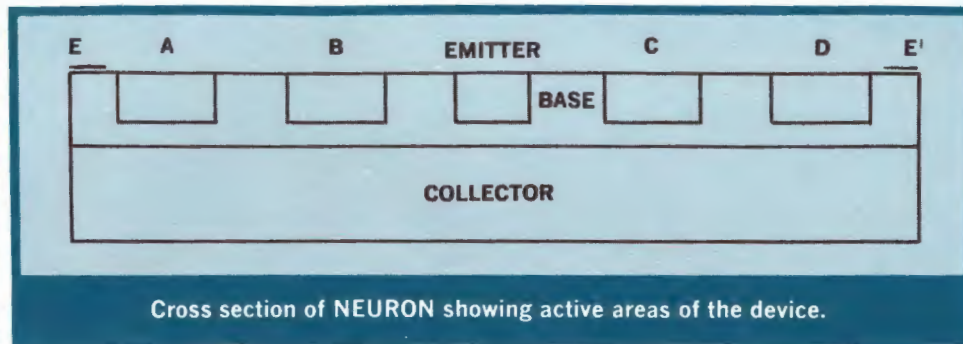 E A B EMITTER C D E'
BASE
COLLECTOR
Cross section of NEURON showing active areas of the device.